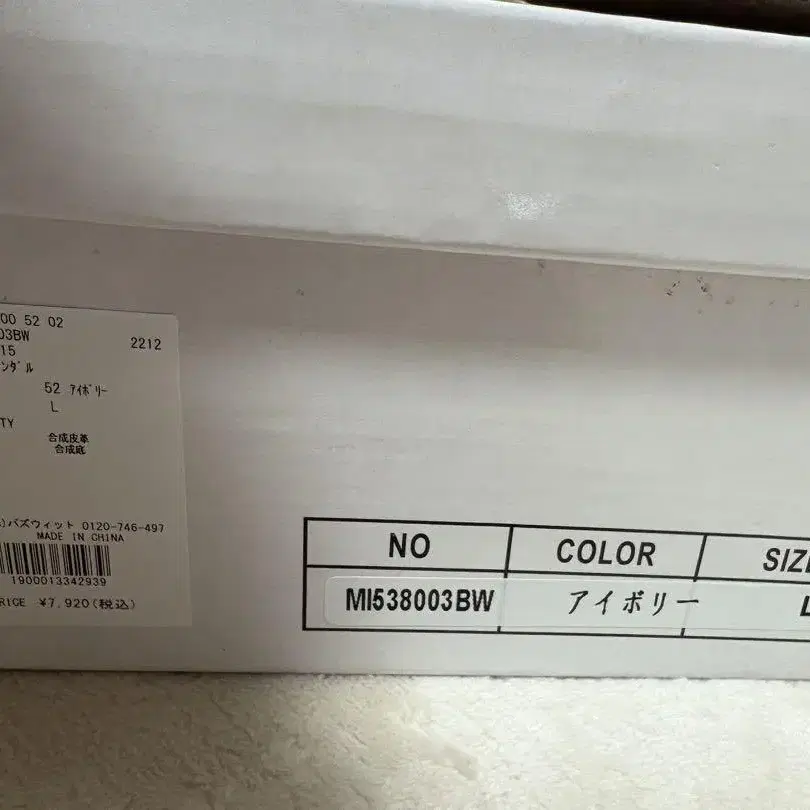 00 52 02
03BW
2212
15
ンダル
52 アイボリー
L
TY
合成皮革
合成底
)バズウィット 0120-746-497
MADE IN CHINA
1900013342939
RICE ¥7,920(税込)
NO COLOR SIZE
MI538003BW アイボリー L